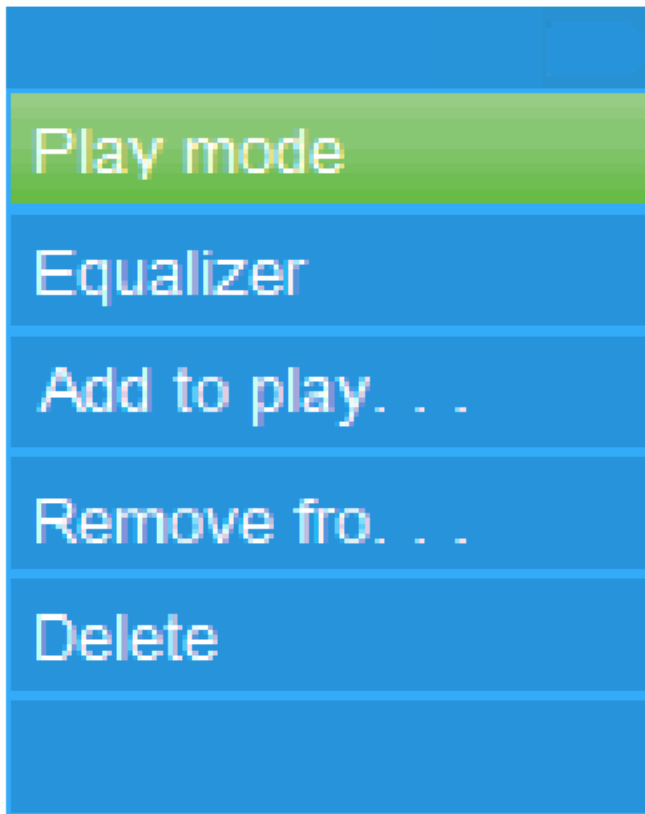 Play mode
Equalizer
Add to play. . .
Remove fro. . .
Delete